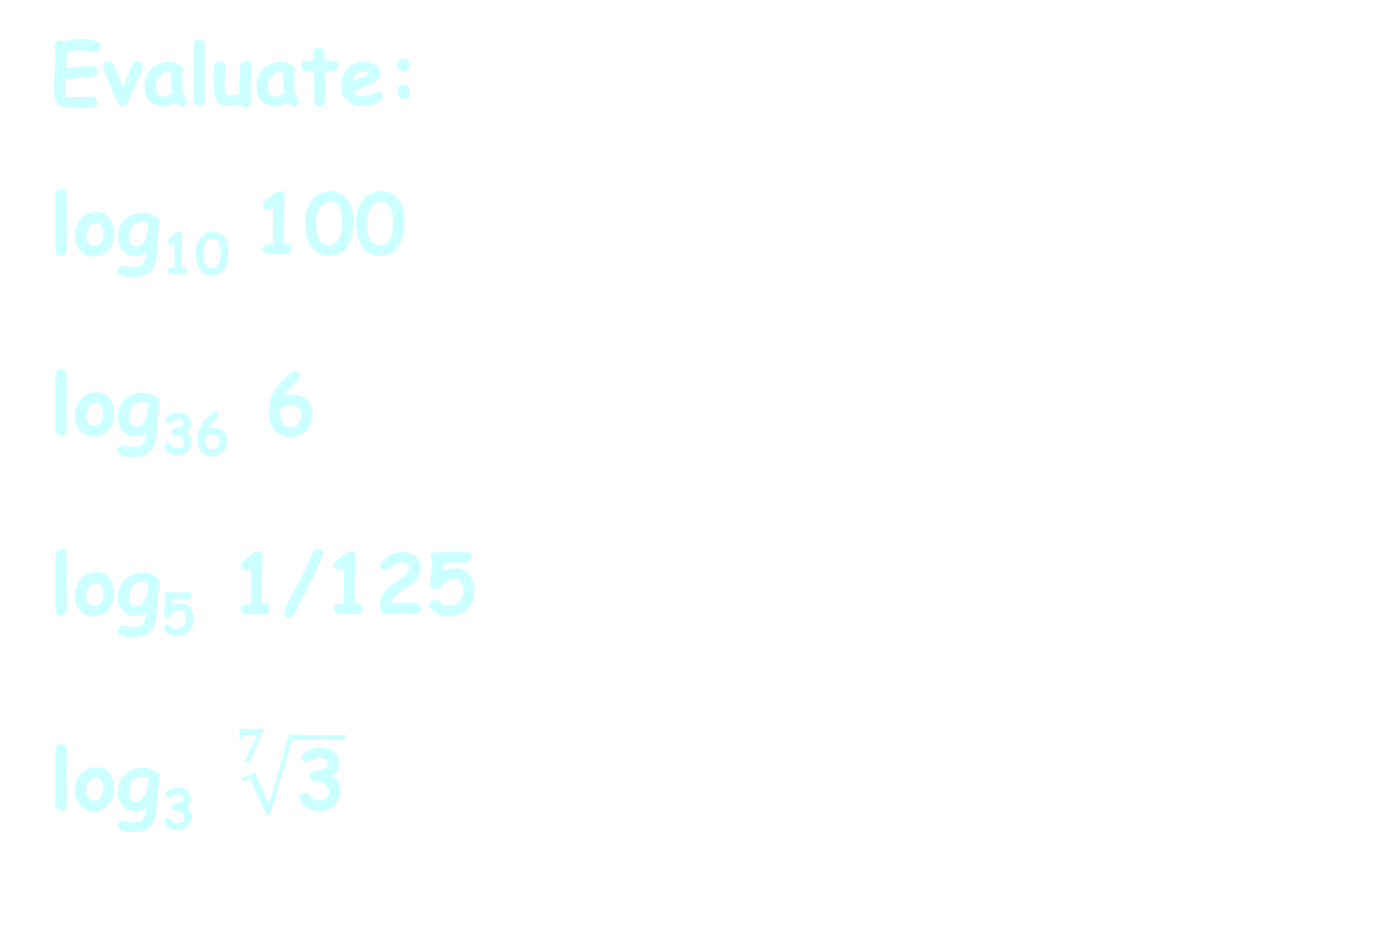 Evaluate:
log₁₀ 100
log₃₆ 6
log₅ 1/125
log₃ ⁷√3